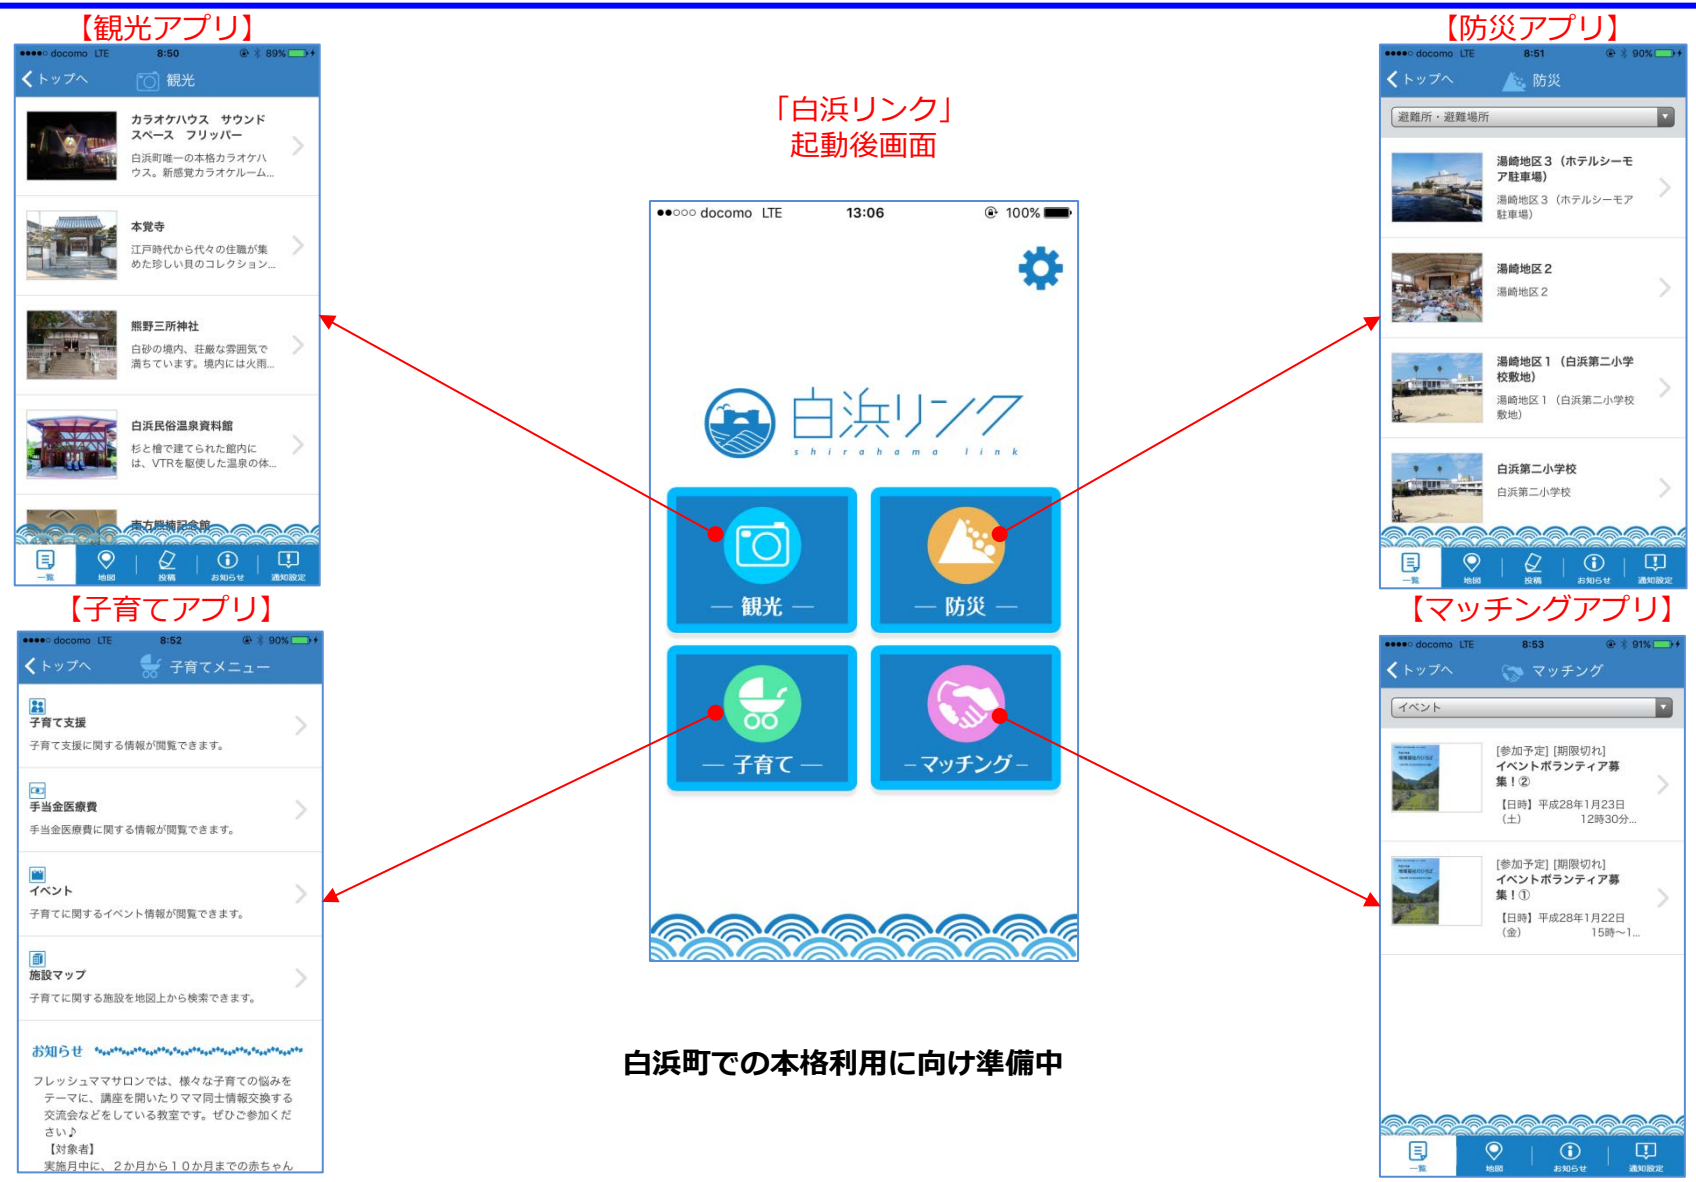 【観光アプリ】
●●●●○ docomo LTE 8:50 89%
トップへ 観光
カラオケハウス サウンド
スペース フリッパー
白浜町唯一の本格カラオケハ
ウス。新感覚カラオケルーム...
本覚寺
江戸時代から代々の住職が集
めた珍しい貝のコレクション...
熊野三所神社
白砂の境内、荘厳な雰囲気で
満ちています。境内には火雨...
白浜民俗温泉資料館
杉と檜で建てられた館内に
は、VTRを駆使した温泉の体...
南方熊楠記念館
一覧 地図 投稿 お知らせ 通知設定
【子育てアプリ】
●●●●○ docomo LTE 8:52 90%
トップへ 子育てメニュー
子育て支援
子育て支援に関する情報が閲覧できます。
手当金医療費
手当金医療費に関する情報が閲覧できます。
イベント
子育てに関するイベント情報が閲覧できます。
施設マップ
子育てに関する施設を地図上から検索できます。
お知らせ
フレッシュママサロンでは、様々な子育ての悩みを
テーマに、講座を開いたりママ同士情報交換する
交流会などをしている教室です。ぜひご参加くだ
さい♪
【対象者】
実施月中に、2か月から10か月までの赤ちゃん
「白浜リンク」
起動後画面
●●○○○ docomo LTE 13:06 100%
白浜リンク
shirahama link
― 観光 ―
― 防災 ―
― 子育て ―
－マッチング－
白浜町での本格利用に向け準備中
【防災アプリ】
●●●●○ docomo LTE 8:51 90%
トップへ 防災
避難所・避難場所
湯崎地区３（ホテルシーモ
ア駐車場）
湯崎地区３（ホテルシーモア
駐車場）
湯崎地区２
湯崎地区２
湯崎地区１（白浜第二小学
校敷地）
湯崎地区１（白浜第二小学校
敷地）
白浜第二小学校
白浜第二小学校
一覧 地図 投稿 お知らせ 通知設定
【マッチングアプリ】
●●●●○ docomo LTE 8:53 91%
トップへ マッチング
イベント
[参加予定] [期限切れ]
イベントボランティア募
集！②
【日時】平成28年1月23日
（土） 12時30分...
[参加予定] [期限切れ]
イベントボランティア募
集！①
【日時】平成28年1月22日
（金） 15時〜1...
一覧 地図 お知らせ 通知設定